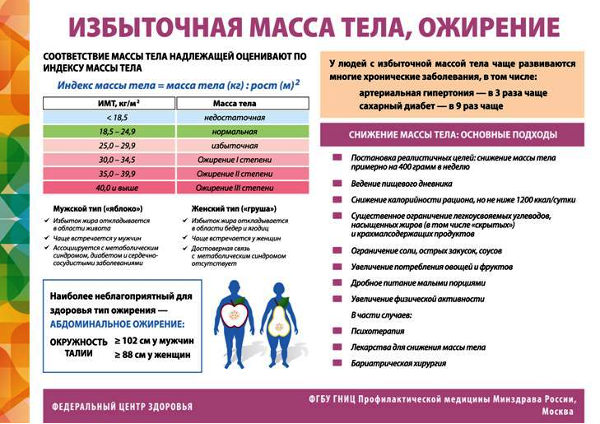 ИЗБЫТОЧНАЯ МАССА ТЕЛА, ОЖИРЕНИЕ
СООТВЕТСТВИЕ МАССЫ ТЕЛА НАДЛЕЖАЩЕЙ ОЦЕНИВАЮТ ПО
ИНДЕКСУ МАССЫ ТЕЛА
Индекс массы тела = масса тела (кг) : рост (м)²
ИМТ, кг/м² Масса тела
< 18,5 недостаточная
18,5 – 24,9 нормальная
25,0 – 29,9 избыточная
30,0 – 34,5 Ожирение I степени
35,0 – 39,9 Ожирение II степени
40,0 и выше Ожирение III степени
Мужской тип («яблоко»)
✓ Избыток жира откладывается
в области живота
✓ Чаще встречается у мужчин
✓ Ассоциируется с метаболическим
синдромом, диабетом и сердечно-
сосудистыми заболеваниями
Женский тип («груша»)
✓ Избыток жира откладывается
в области бедер и ягодиц
✓ Чаще встречается у женщин
✓ Достоверная связь
с метаболическим синдромом
отсутствует
Наиболее неблагоприятный для
здоровья тип ожирения —
АБДОМИНАЛЬНОЕ ОЖИРЕНИЕ:
ОКРУЖНОСТЬ
ТАЛИИ
≥ 102 см у мужчин
≥ 88 см у женщин
У людей с избыточной массой тела чаще развиваются
многие хронические заболевания, в том числе:
артериальная гипертония — в 3 раза чаще
сахарный диабет — в 9 раз чаще
СНИЖЕНИЕ МАССЫ ТЕЛА: ОСНОВНЫЕ ПОДХОДЫ
Постановка реалистичных целей: снижение массы тела
примерно на 400 грамм в неделю
Ведение пищевого дневника
Снижение калорийности рациона, но не ниже 1200 ккал/сутки
Существенное ограничение легкоусвояемых углеводов,
насыщенных жиров (в том числе «скрытых»)
и крахмалсодержащих продуктов
Ограничение соли, острых закусок, соусов
Увеличение потребления овощей и фруктов
Дробное питание малыми порциями
Увеличение физической активности
В части случаев:
Психотерапия
Лекарства для снижения массы тела
Бариатрическая хирургия
ФЕДЕРАЛЬНЫЙ ЦЕНТР ЗДОРОВЬЯ
ФГБУ ГНИЦ Профилактической медицины Минздрава России,
Москва